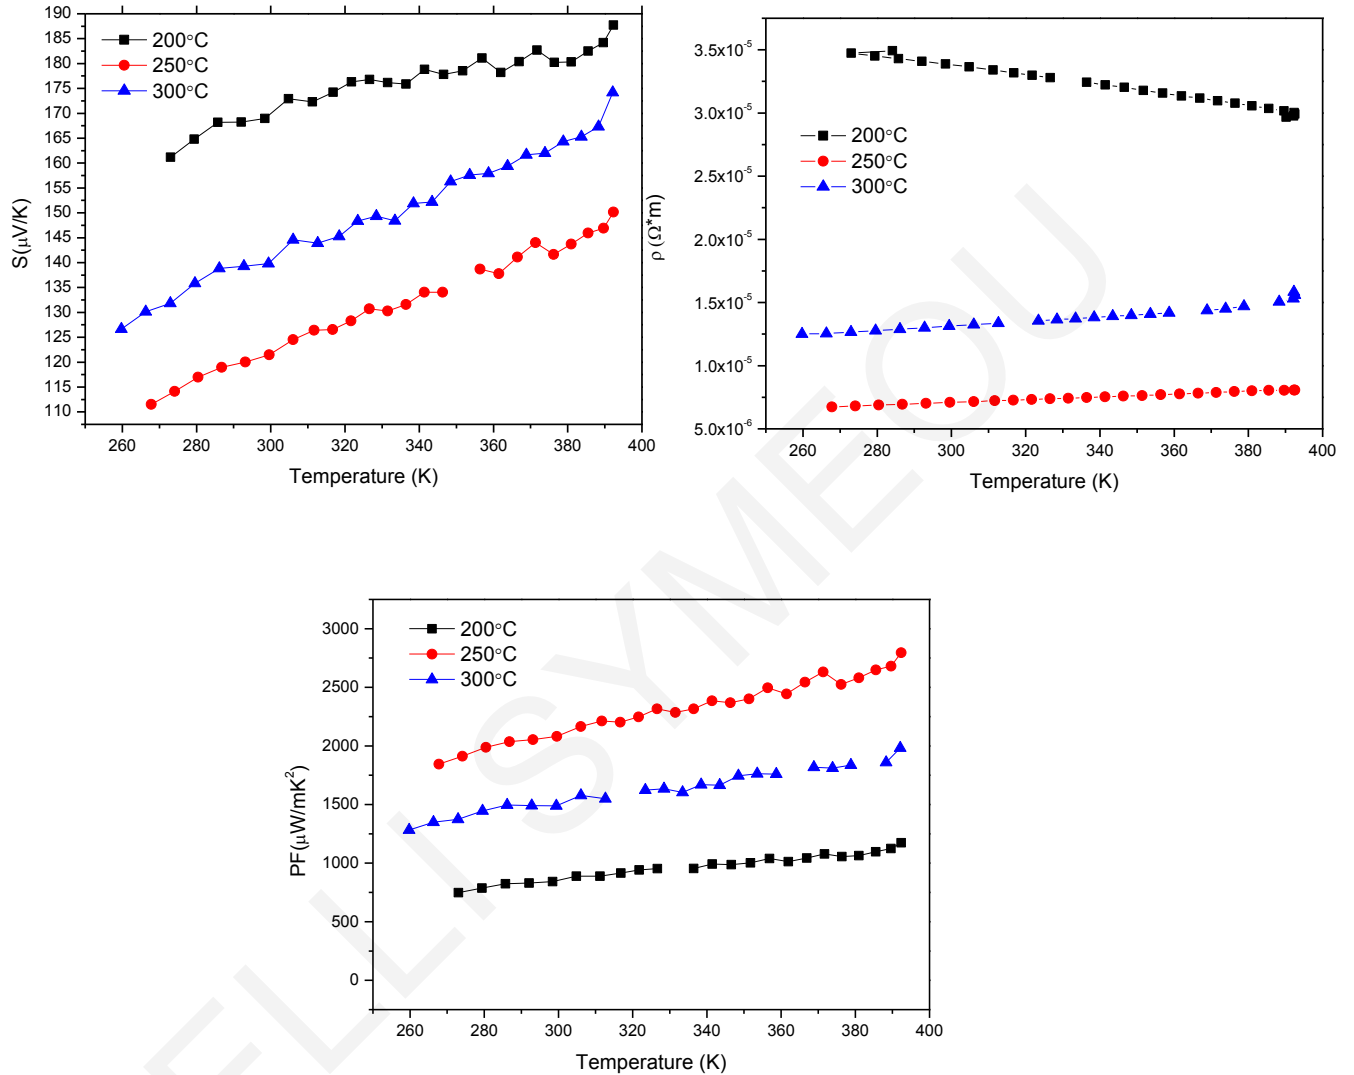 190
185
180
175
170
165
160
155
150
145
140
135
130
125
120
115
110
S(μV/K)
200°C
250°C
300°C
260 280 300 320 340 360 380 400
Temperature (K)
3.5x10⁻⁵
3.0x10⁻⁵
2.5x10⁻⁵
2.0x10⁻⁵
1.5x10⁻⁵
1.0x10⁻⁵
5.0x10⁻⁶
ρ (Ω*m)
200°C
250°C
300°C
260 280 300 320 340 360 380 400
Temperature (K)
3000
2500
2000
1500
1000
500
0
PF(μW/mK²)
200°C
250°C
300°C
260 280 300 320 340 360 380 400
Temperature (K)
ELLI SYMEOU